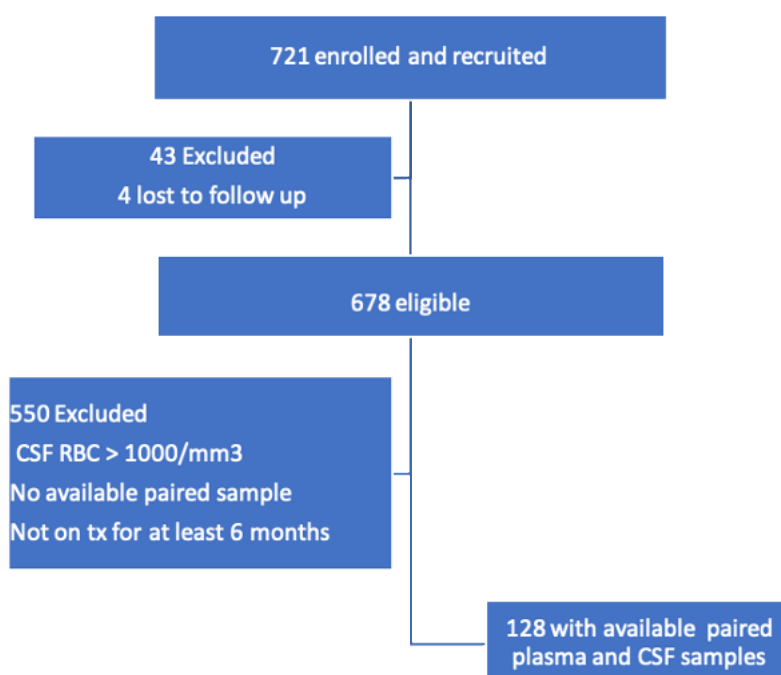 721 enrolled and recruited
43 Excluded
4 lost to follow up
678 eligible
550 Excluded
CSF RBC > 1000/mm3
No available paired sample
Not on tx for at least 6 months
128 with available paired
plasma and CSF samples